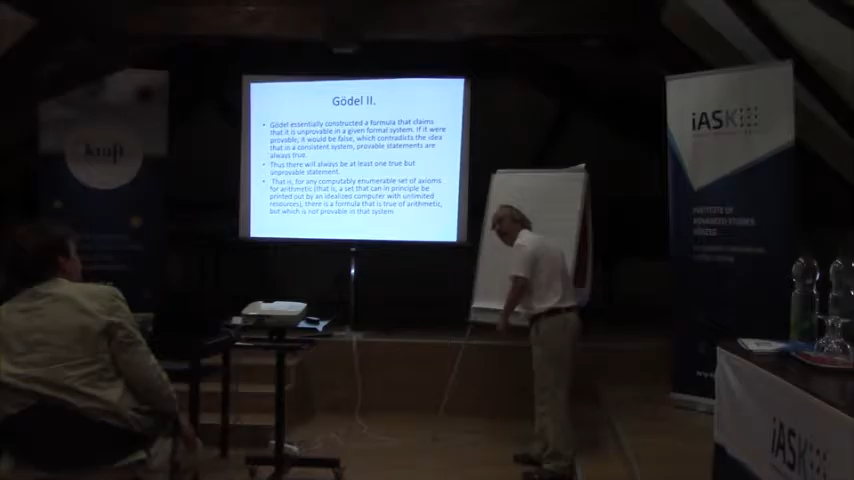 Gödel II.
• Gödel essentially constructed a formula that claims
that it is unprovable in a given formal system. If it were
provable, it would be false, which contradicts the idea
that in a consistent system, provable statements are
always true.
• Thus there will always be at least one true but
unprovable statement.
• That is, for any computably enumerable set of axioms
for arithmetic (that is, a set that can in principle be
printed out by an idealized computer with unlimited
resources), there is a formula that is true of arithmetic,
but which is not provable in that system.
kraft
iASK
INSTITUTE OF
ADVANCED STUDIES
KŐSZEG
iASK